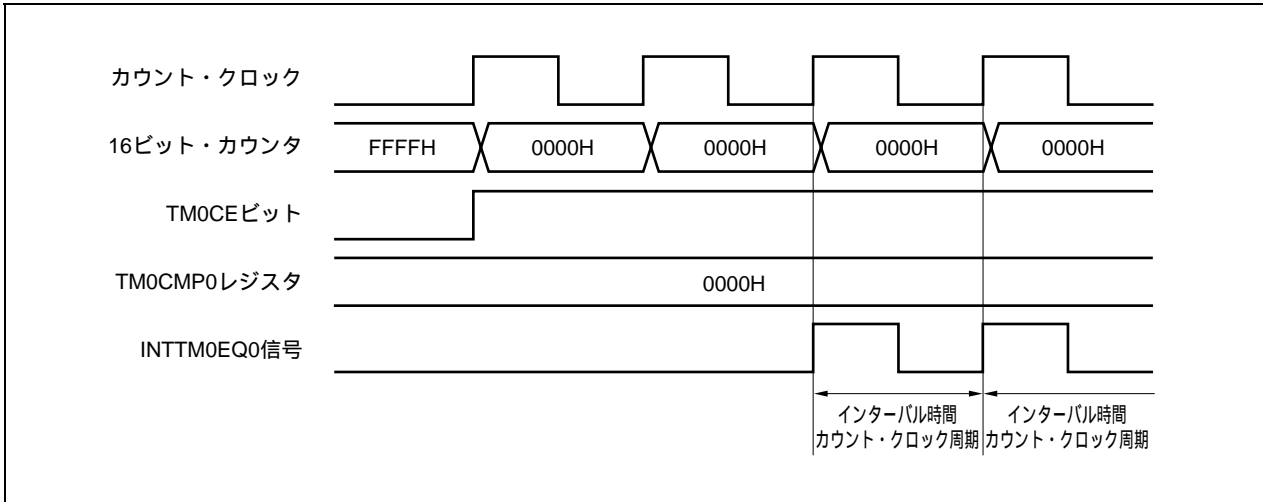 カウント・クロック
16ビット・カウンタ FFFFH 0000H 0000H 0000H 0000H
TM0CEビット
TM0CMP0レジスタ 0000H
INTTM0EQ0信号
インターバル時間 インターバル時間
カウント・クロック周期 カウント・クロック周期